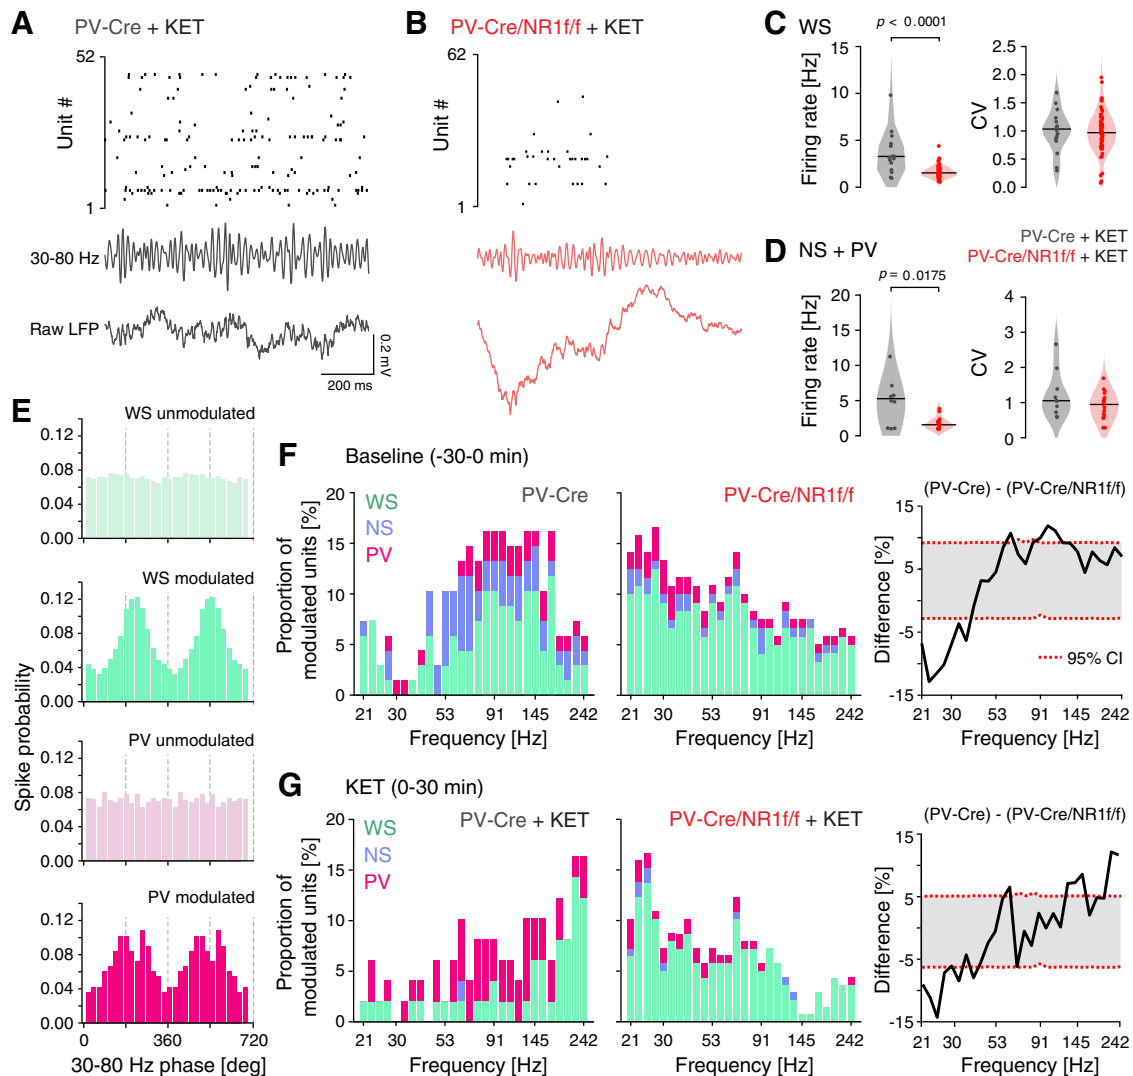 A PV-Cre + KET
52
Unit #
1
30-80 Hz
Raw LFP
0.2 mV
200 ms
B PV-Cre/NR1f/f + KET
62
Unit #
1
C WS
p < 0.0001
15
10
5
0
Firing rate [Hz]
2.5
2.0
1.5
1.0
0.5
0.0
CV
PV-Cre + KET
PV-Cre/NR1f/f + KET
D NS + PV
p = 0.0175
20
15
10
5
0
Firing rate [Hz]
4
3
2
1
0
CV
E
WS unmodulated
0.12
0.08
0.04
0.00
WS modulated
0.12
0.08
0.04
0.00
PV unmodulated
0.12
0.08
0.04
0.00
PV modulated
0.12
0.08
0.04
0.00
Spike probability
0 360 720
30-80 Hz phase [deg]
F Baseline (-30-0 min)
PV-Cre
WS
NS
PV
20
15
10
5
0
Proportion of
modulated units [%]
21 30 53 91 145 242
Frequency [Hz]
PV-Cre/NR1f/f
21 30 53 91 145 242
Frequency [Hz]
(PV-Cre) - (PV-Cre/NR1f/f)
15
5
-5
-15
Difference [%]
95% CI
21 30 53 91 145 242
Frequency [Hz]
G KET (0-30 min)
PV-Cre + KET
WS
NS
PV
20
15
10
5
0
Proportion of
modulated units [%]
21 30 53 91 145 242
Frequency [Hz]
PV-Cre/NR1f/f + KET
21 30 53 91 145 242
Frequency [Hz]
(PV-Cre) - (PV-Cre/NR1f/f)
15
5
-5
-15
Difference [%]
21 30 53 91 145 242
Frequency [Hz]